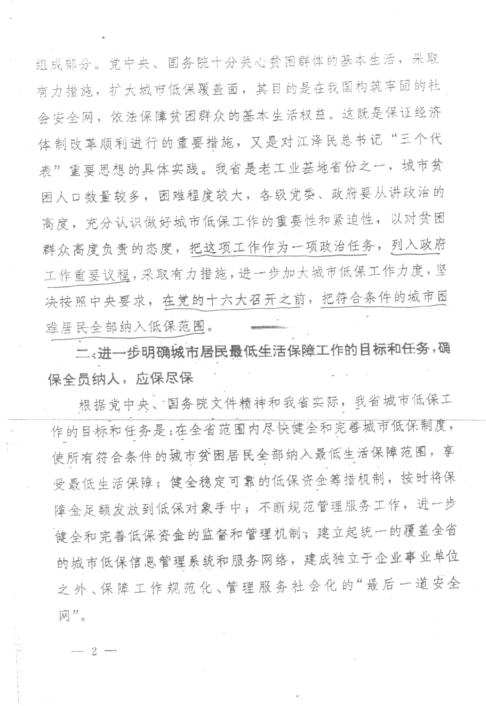 组成部分。党中央、国务院十分关心贫困群体的基本生活，采取
有力措施，扩大城市低保覆盖面，其目的是在我国构筑牢固的社
会安全网，依法保障贫困群众的基本生活权益。这既是保证经济
体制改革顺利进行的重要措施，又是对江泽民总书记“三个代
表”重要思想的具体实践。我省是老工业基地省份之一，城市贫
困人口数量较多，困难程度较大，各级党委、政府要从讲政治的
高度，充分认识做好城市低保工作的重要性和紧迫性，以对贫困
群众高度负责的态度，把这项工作作为一项政治任务，列入政府
工作重要议程，采取有力措施，进一步加大城市低保工作力度，坚
决按照中央要求，在党的十六大召开之前，把符合条件的城市困
难居民全部纳入低保范围。
二、进一步明确城市居民最低生活保障工作的目标和任务，确
保全员纳入，应保尽保
根据党中央、国务院文件精神和我省实际，我省城市低保工
作的目标和任务是：在全省范围内尽快健全和完善城市低保制度，
使所有符合条件的城市贫困居民全部纳入最低生活保障范围，享
受最低生活保障；健全稳定可靠的低保资金筹措机制，按时将保
障金足额发放到低保对象手中；不断规范管理服务工作，进一步
健全和完善低保资金的监督和管理机制；建立起统一的覆盖全省
的城市低保信息管理系统和服务网络，建成独立于企业事业单位
之外、保障工作规范化、管理服务社会化的“最后一道安全
网”。
— 2 —